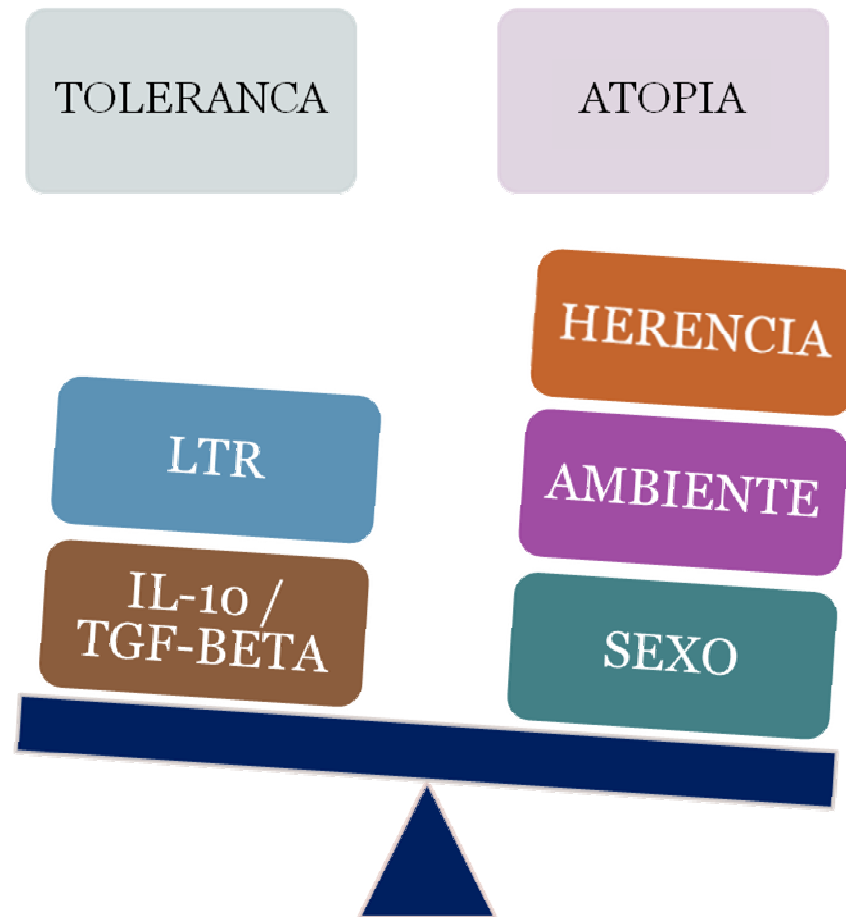 TOLERANCA
ATOPIA
HERENCIA
LTR
AMBIENTE
IL-10 /
TGF-BETA
SEXO